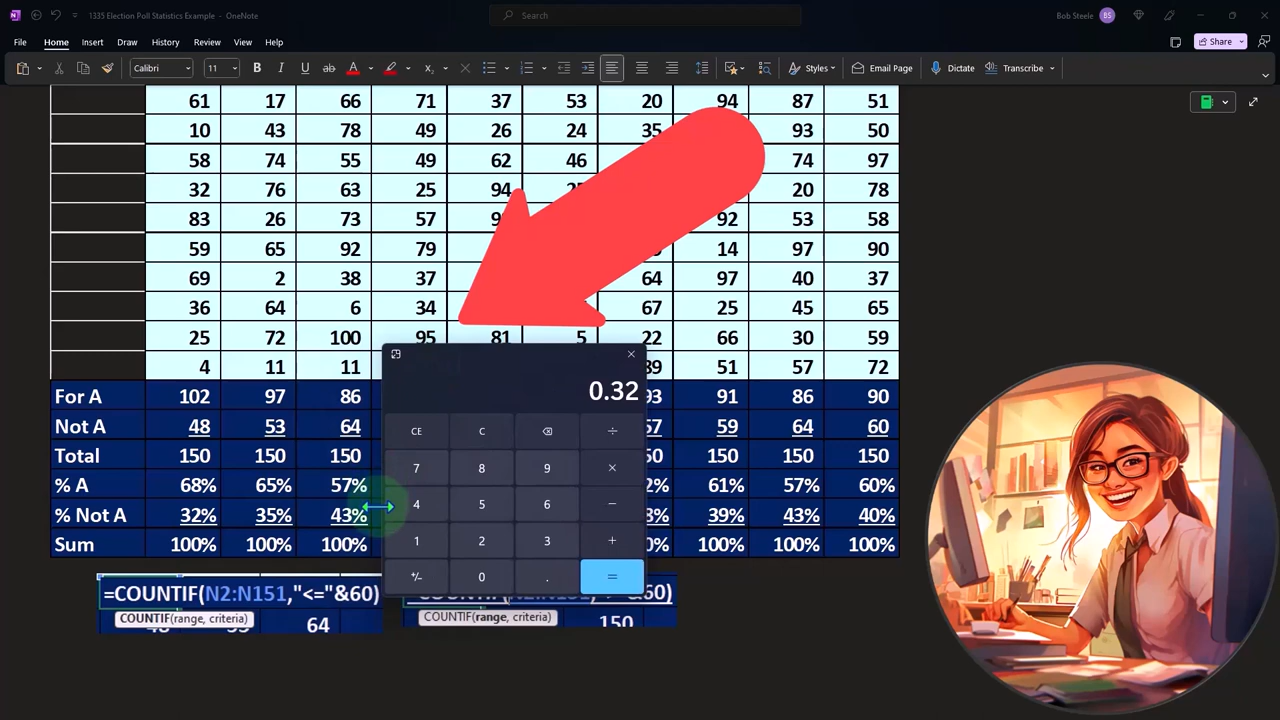 1335 Election Poll Statistics Example - OneNote
Search
Bob Steele BS
File Home Insert Draw History Review View Help
Share
Calibri 11 B I U ab A Styles Email Page Dictate Transcribe
61 17 66 71 37 53 20 94 87 51
10 43 78 49 26 24 35 93 50
58 74 55 49 62 46 74 97
32 76 63 25 94 20 78
83 26 73 57 92 53 58
59 65 92 79 14 97 90
69 2 38 37 64 97 40 37
36 64 6 34 67 25 45 65
25 72 100 95 81 5 22 66 30 59
4 11 11 51 57 72
0.32
For A 102 97 86 91 86 90
Not A 48 53 64 59 64 60
Total 150 150 150 150 150 150
% A 68% 65% 57% 61% 57% 60%
% Not A 32% 35% 43% 39% 43% 40%
Sum 100% 100% 100% 100% 100% 100%
CE C ÷
7 8 9 ×
4 5 6 −
1 2 3 +
+/− 0 . =
=COUNTIF(N2:N151,"<="&60)
COUNTIF(range, criteria)
64
COUNTIF(range, criteria)
150